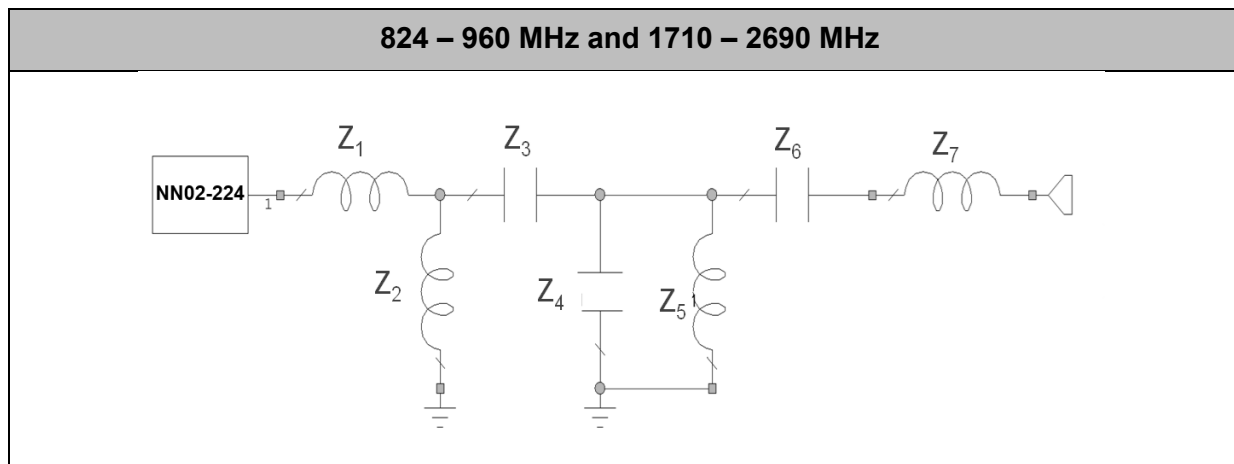 824 – 960 MHz and 1710 – 2690 MHz
Z₁ Z₃ Z₆ Z₇
NN02-224
1
Z₂ Z₄ Z₅ 1